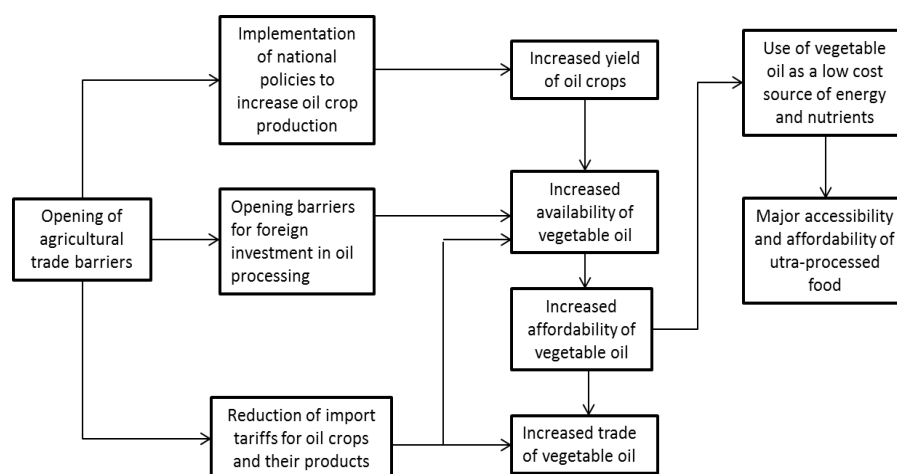 Implementation
of national
policies to
increase oil crop
production
Increased yield
of oil crops
Use of vegetable
oil as a low cost
source of energy
and nutrients
Opening of
agricultural
trade barriers
Opening barriers
for foreign
investment in oil
processing
Increased
availability of
vegetable oil
Major accessibility
and affordability of
utra-processed
food
Increased
affordability of
vegetable oil
Reduction of import
tariffs for oil crops
and their products
Increased trade
of vegetable oil